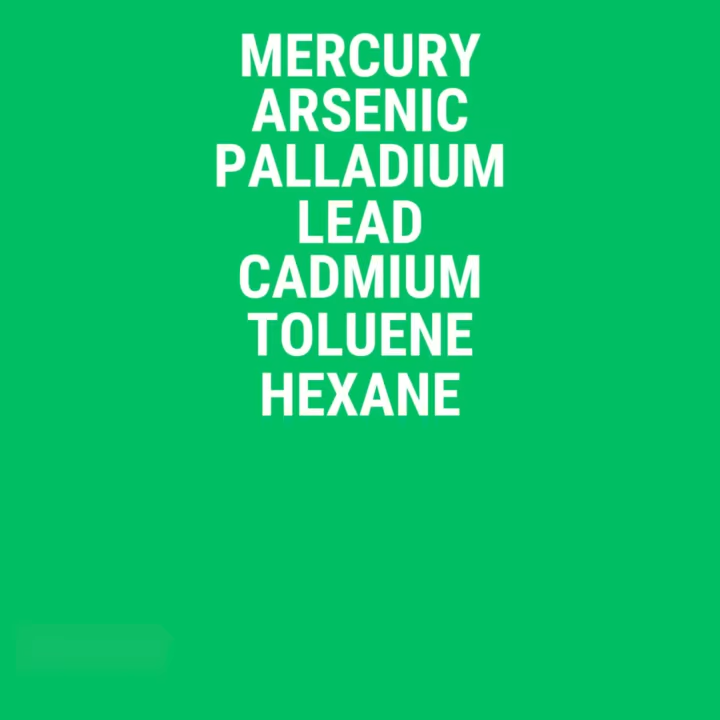 MERCURY
ARSENIC
PALLADIUM
LEAD
CADMIUM
TOLUENE
HEXANE